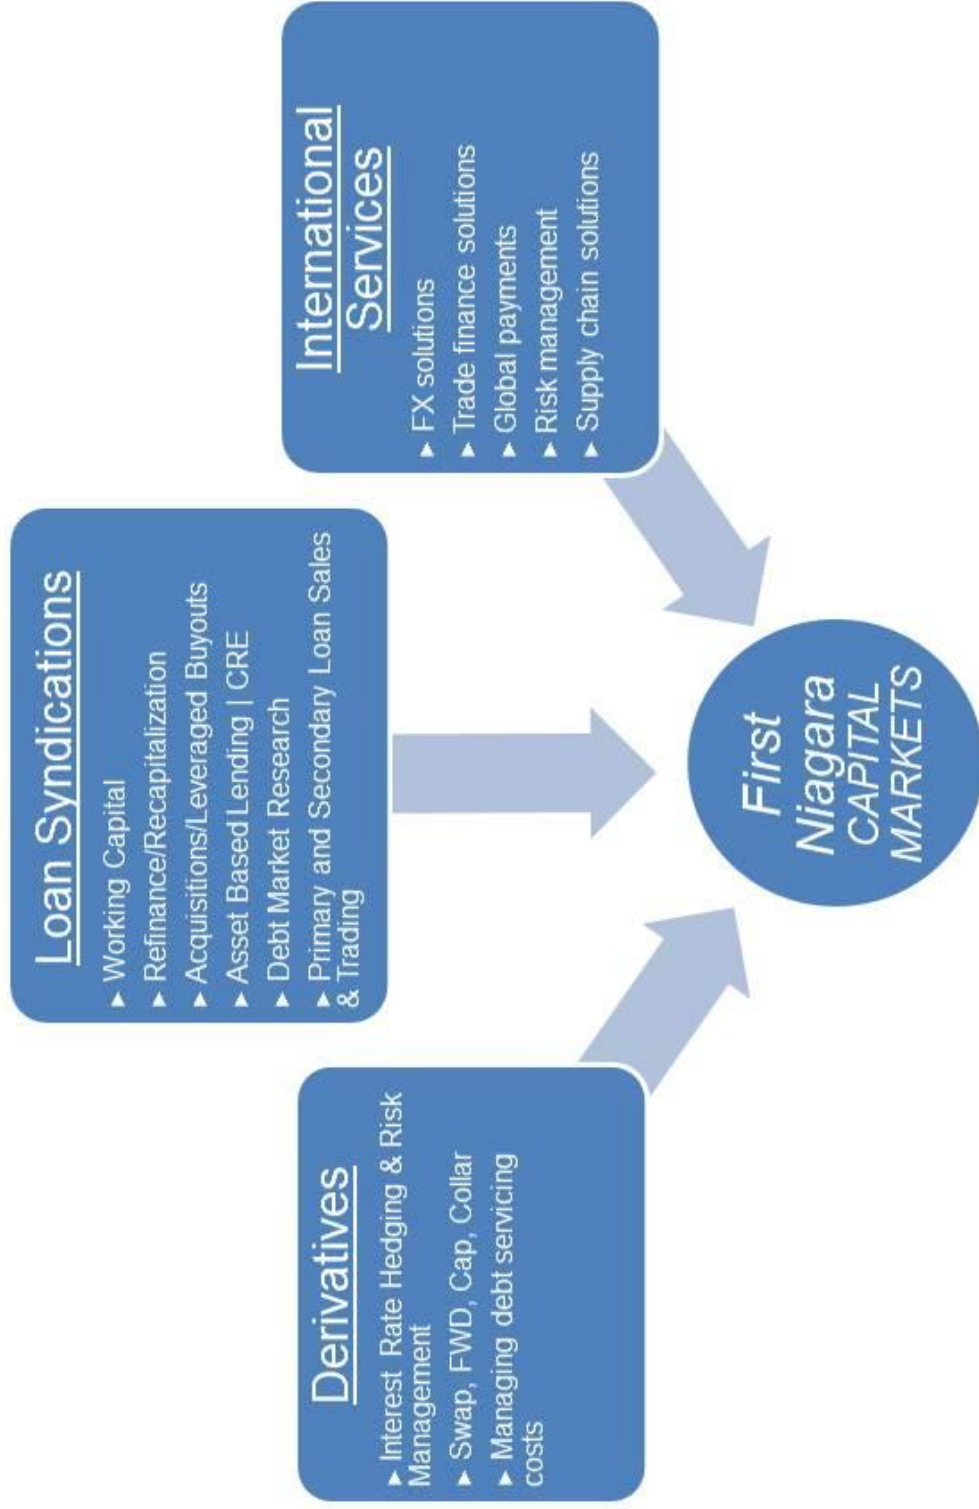 Derivatives
► Interest Rate Hedging & Risk
Management
► Swap, FWD, Cap, Collar
► Managing debt servicing
costs
Loan Syndications
► Working Capital
► Refinance/Recapitalization
► Acquisitions/Leveraged Buyouts
► Asset Based Lending | CRE
► Debt Market Research
► Primary and Secondary Loan Sales
& Trading
International
Services
► FX solutions
► Trade finance solutions
► Global payments
► Risk management
► Supply chain solutions
First
Niagara
CAPITAL
MARKETS